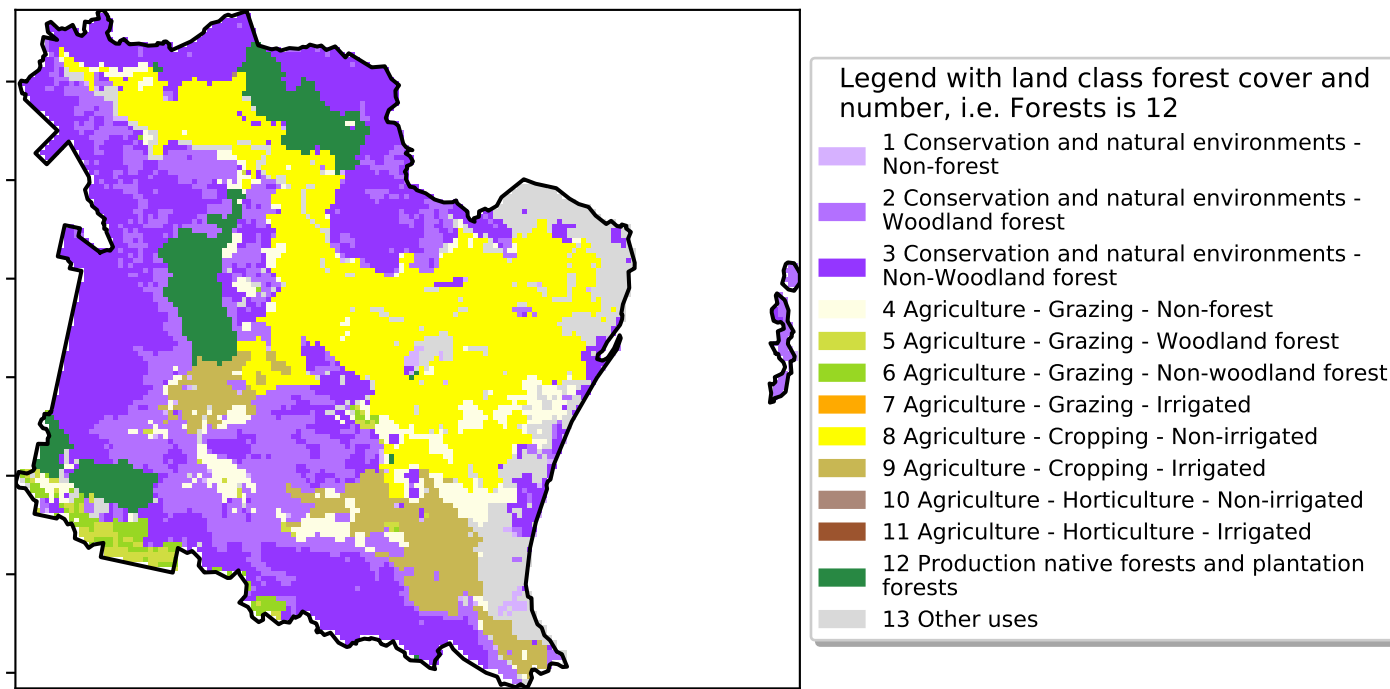 Legend with land class forest cover and
number, i.e. Forests is 12
1 Conservation and natural environments -
Non-forest
2 Conservation and natural environments -
Woodland forest
3 Conservation and natural environments -
Non-Woodland forest
4 Agriculture - Grazing - Non-forest
5 Agriculture - Grazing - Woodland forest
6 Agriculture - Grazing - Non-woodland forest
7 Agriculture - Grazing - Irrigated
8 Agriculture - Cropping - Non-irrigated
9 Agriculture - Cropping - Irrigated
10 Agriculture - Horticulture - Non-irrigated
11 Agriculture - Horticulture - Irrigated
12 Production native forests and plantation
forests
13 Other uses